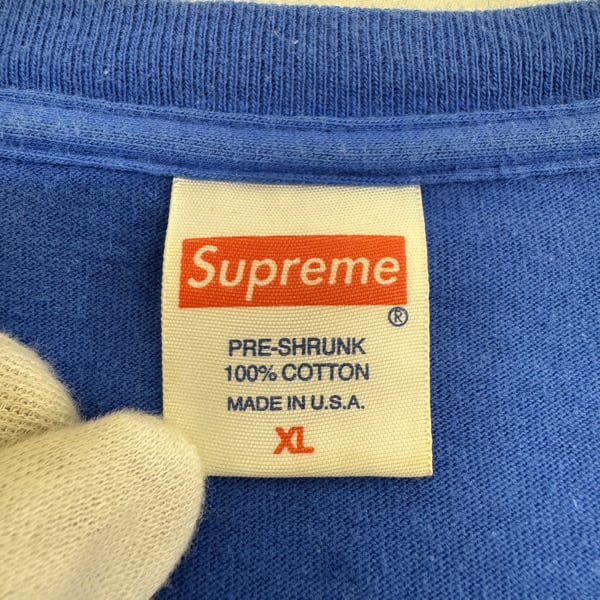 Supreme
®
PRE-SHRUNK
100% COTTON
MADE IN U.S.A.
XL